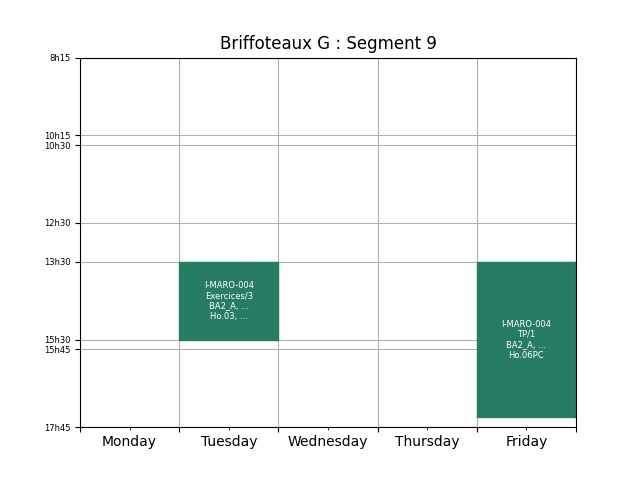 Briffoteaux G : Segment 9
8h15
10h15
10h30
12h30
13h30
15h30
15h45
17h45
I-MARO-004
Exercices/3
BA2_A, ...
Ho.03, ...
I-MARO-004
TP/1
BA2_A, ...
Ho.06PC
Monday
Tuesday
Wednesday
Thursday
Friday